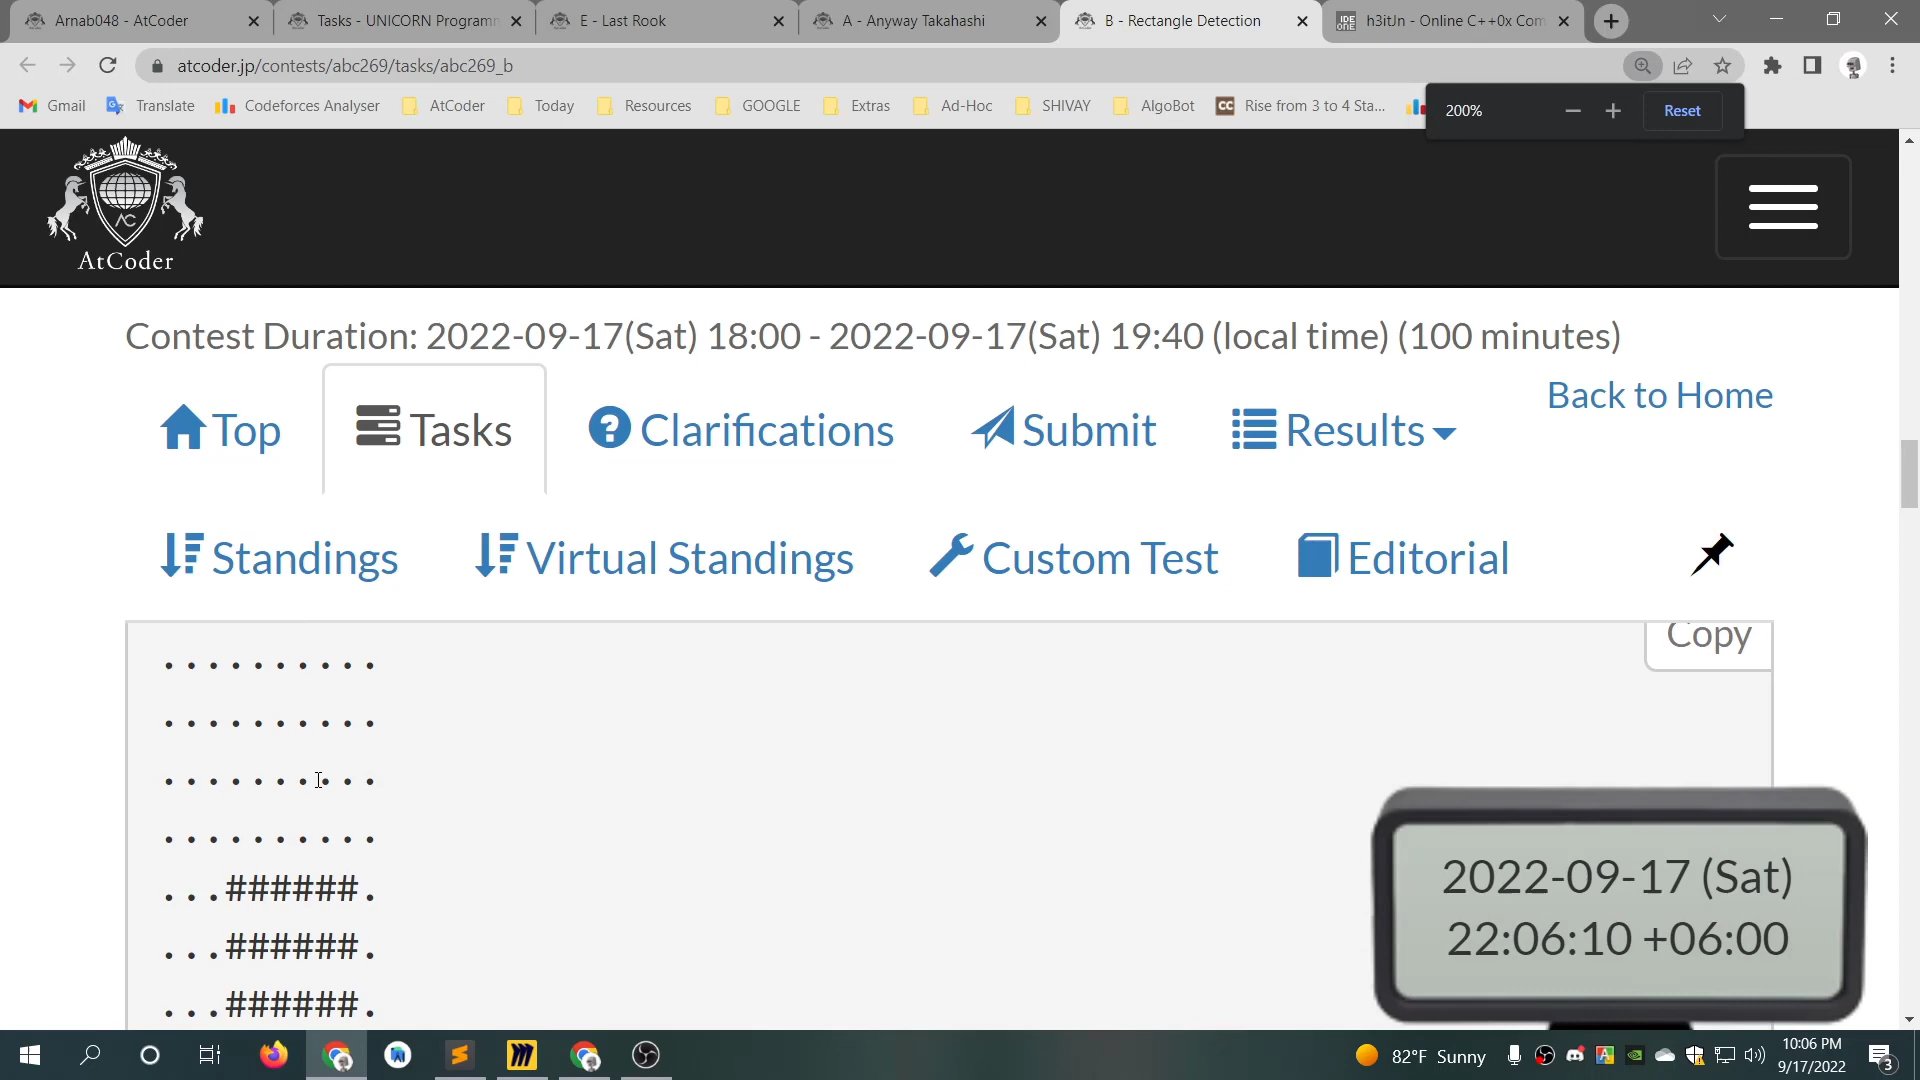 Arnab048 - AtCoder
Tasks - UNICORN Programm
E - Last Rook
A - Anyway Takahashi
B - Rectangle Detection
h3itJn - Online C++0x Com
atcoder.jp/contests/abc269/tasks/abc269_b
Gmail
Translate
Codeforces Analyser
AtCoder
Today
Resources
GOOGLE
Extras
Ad-Hoc
SHIVAY
AlgoBot
CC Rise from 3 to 4 Sta...
200%
Reset
AtCoder
Contest Duration: 2022-09-17(Sat) 18:00 - 2022-09-17(Sat) 19:40 (local time) (100 minutes)
Back to Home
Top
Tasks
Clarifications
Submit
Results
Standings
Virtual Standings
Custom Test
Editorial
Copy
..........
..........
..........
..........
...######.
...######.
...######.
2022-09-17 (Sat)
22:06:10 +06:00
82°F Sunny
10:06 PM
9/17/2022
3